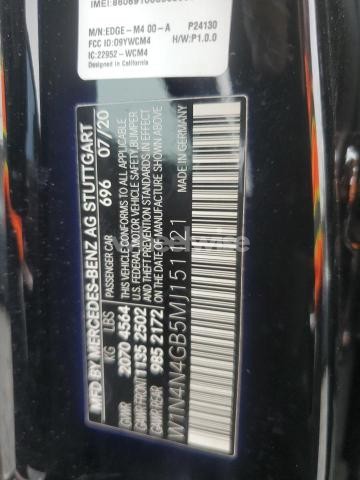 M/N:EDGE-M4 00-A P24130
FCC ID:O9YWCM4 H/W:P1.0.0
IC:22952-WCM4
Designed in California
MFD BY MERCEDES-BENZ AG STUTTGART
PASSENGER CAR 696 07/20
KG LBS
GVWR 2070 4564
GAWR FRONT 1135 2502
GAWR REAR 985 2172
THIS VEHICLE CONFORMS TO ALL APPLICABLE
U.S. FEDERAL MOTOR VEHICLE SAFETY BUMPER
AND THEFT PREVENTION STANDARDS IN EFFECT
ON THE DATE OF MANUFACTURE SHOWN ABOVE
W1N4N4GB5MJ151121
MADE IN GERMANY